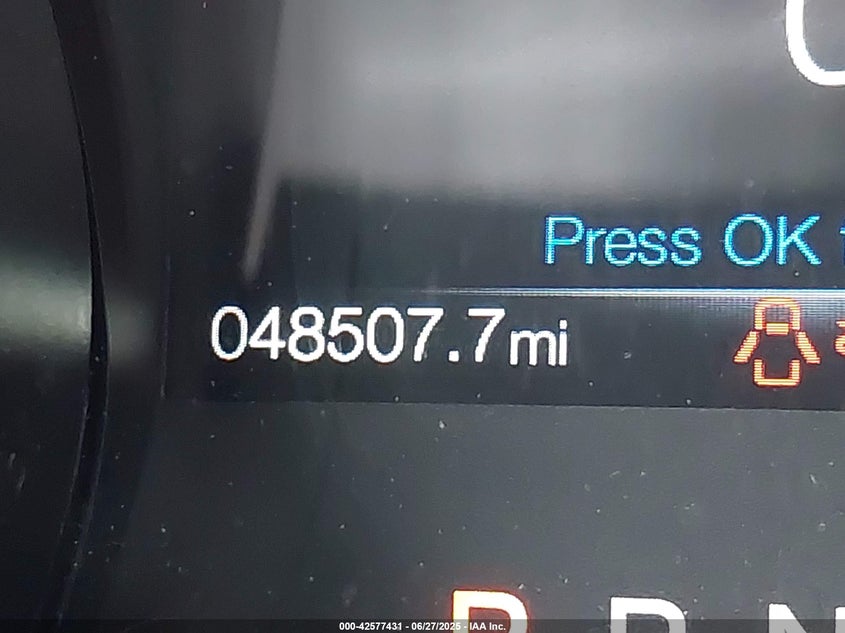 Press OK
048507.7mi
P R N
000-42577431 - 06/27/2025 - IAA Inc.